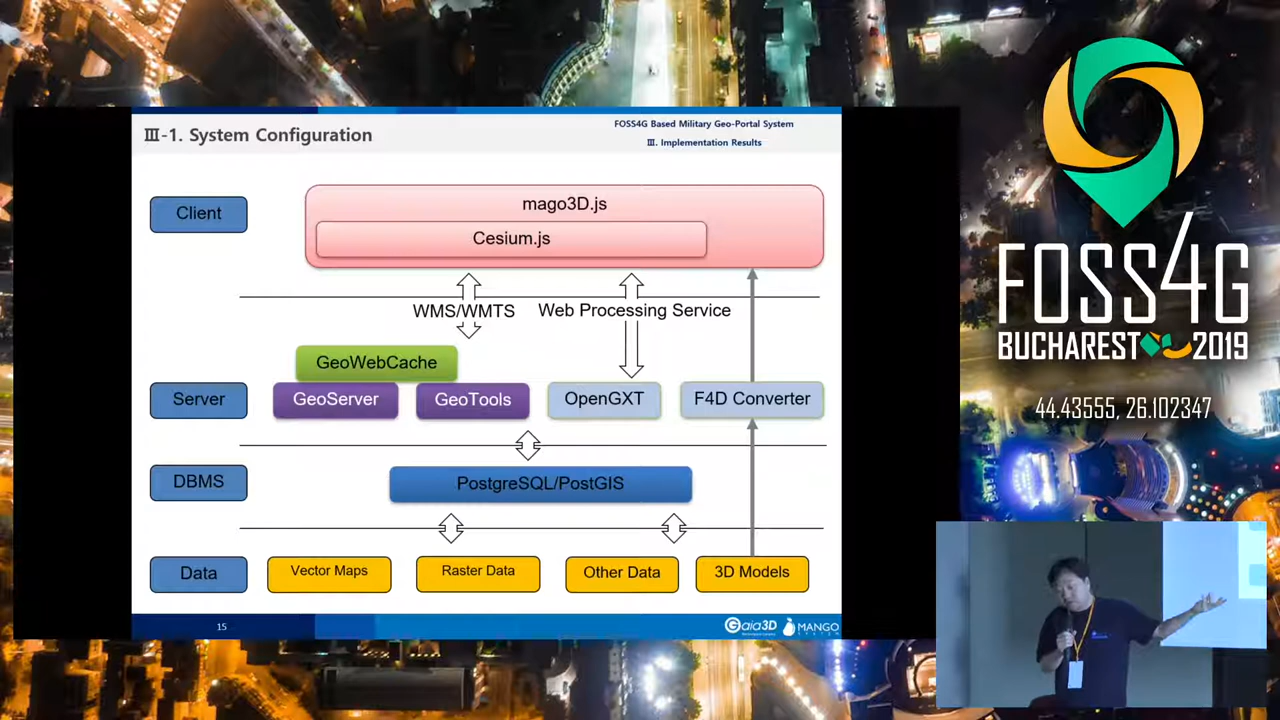 Ⅲ-1. System Configuration
FOSS4G Based Military Geo-Portal System
Ⅲ. Implementation Results
Client
mago3D.js
Cesium.js
WMS/WMTS
Web Processing Service
GeoWebCache
Server
GeoServer
GeoTools
OpenGXT
F4D Converter
DBMS
PostgreSQL/PostGIS
Data
Vector Maps
Raster Data
Other Data
3D Models
15
Gaia3D
MANGO
SYSTEM
FOSS4G
BUCHAREST 2019
44.43555, 26.102347